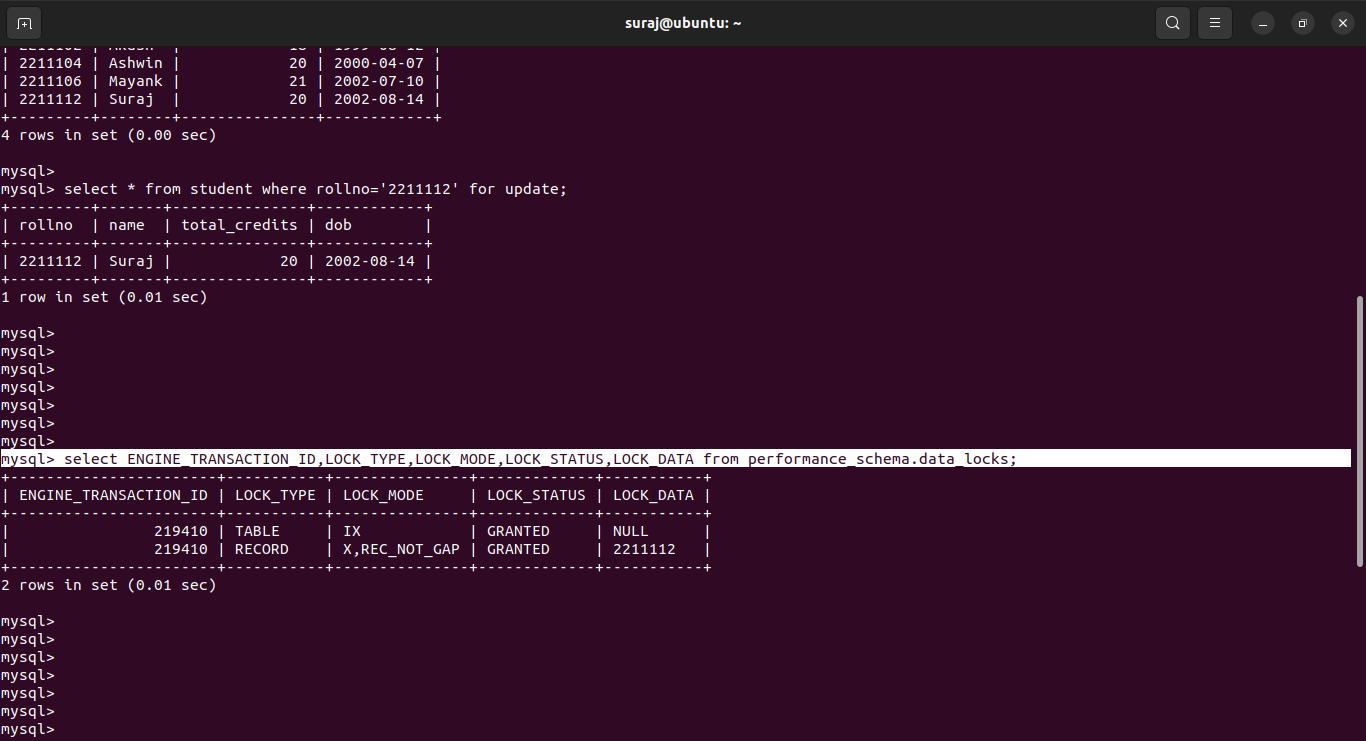 suraj@ubuntu: ~
| 2211104 | Ashwin |            20 | 2000-04-07 |
| 2211106 | Mayank |            21 | 2002-07-10 |
| 2211112 | Suraj  |            20 | 2002-08-14 |
+---------+--------+---------------+------------+
4 rows in set (0.00 sec)
mysql>
mysql> select * from student where rollno='2211112' for update;
+---------+-------+---------------+------------+
| rollno  | name  | total_credits | dob        |
+---------+-------+---------------+------------+
| 2211112 | Suraj |            20 | 2002-08-14 |
+---------+-------+---------------+------------+
1 row in set (0.01 sec)
mysql>
mysql>
mysql>
mysql>
mysql>
mysql>
mysql>
mysql> select ENGINE_TRANSACTION_ID,LOCK_TYPE,LOCK_MODE,LOCK_STATUS,LOCK_DATA from performance_schema.data_locks;
+-----------------------+-----------+---------------+-------------+-----------+
| ENGINE_TRANSACTION_ID | LOCK_TYPE | LOCK_MODE     | LOCK_STATUS | LOCK_DATA |
+-----------------------+-----------+---------------+-------------+-----------+
|                219410 | TABLE     | IX            | GRANTED     | NULL      |
|                219410 | RECORD    | X,REC_NOT_GAP | GRANTED     | 2211112   |
+-----------------------+-----------+---------------+-------------+-----------+
2 rows in set (0.01 sec)
mysql>
mysql>
mysql>
mysql>
mysql>
mysql>
mysql>